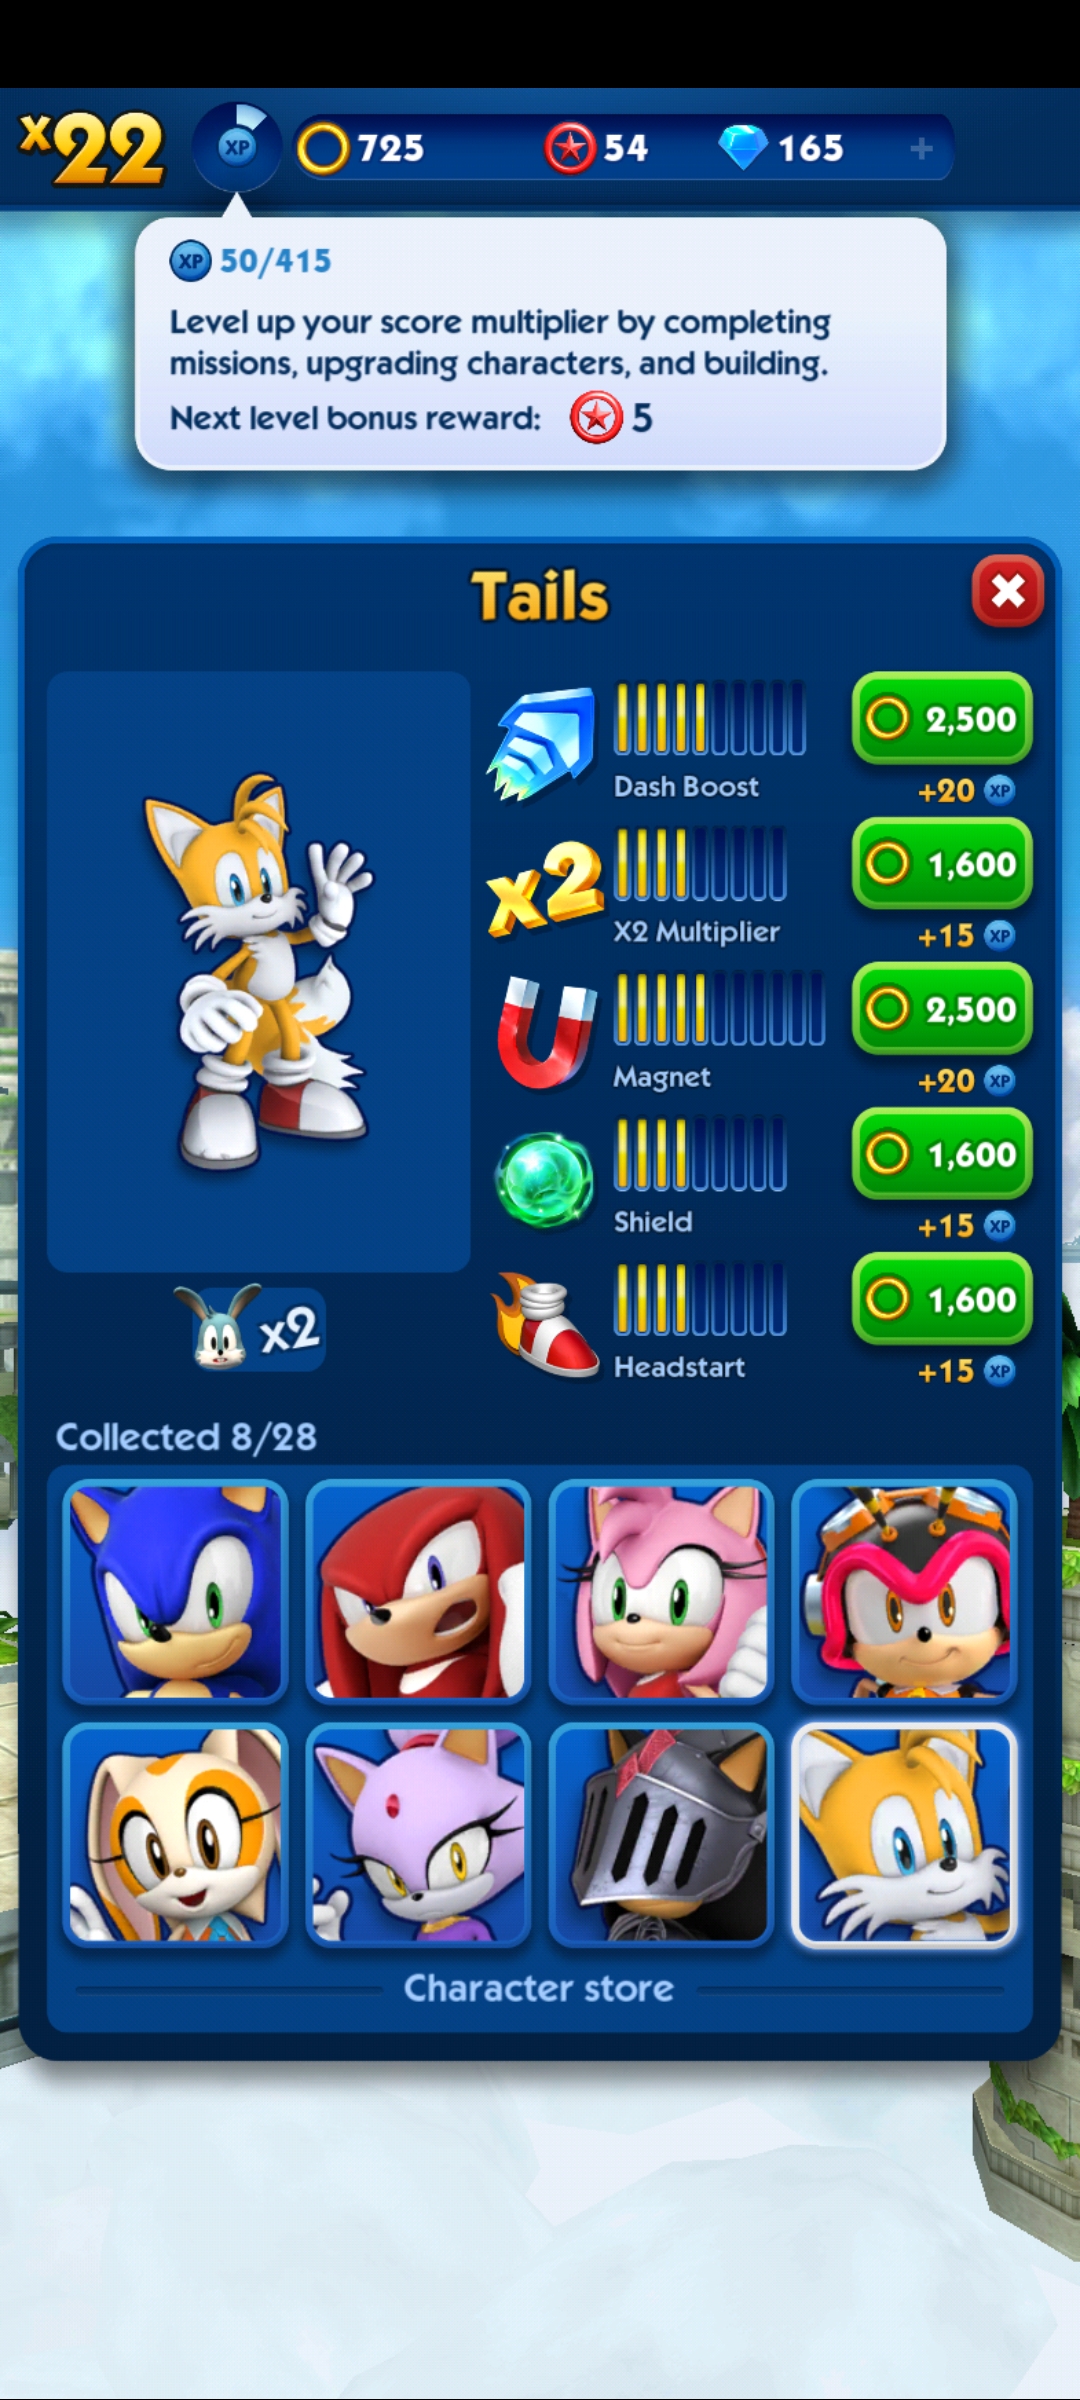 x22
XP
725
54
165
+
XP 50/415
Level up your score multiplier by completing
missions, upgrading characters, and building.
Next level bonus reward: 5
Tails
2,500
Dash Boost
+20 XP
x2
1,600
X2 Multiplier
+15 XP
2,500
Magnet
+20 XP
1,600
Shield
+15 XP
1,600
Headstart
+15 XP
x2
Collected 8/28
Character store